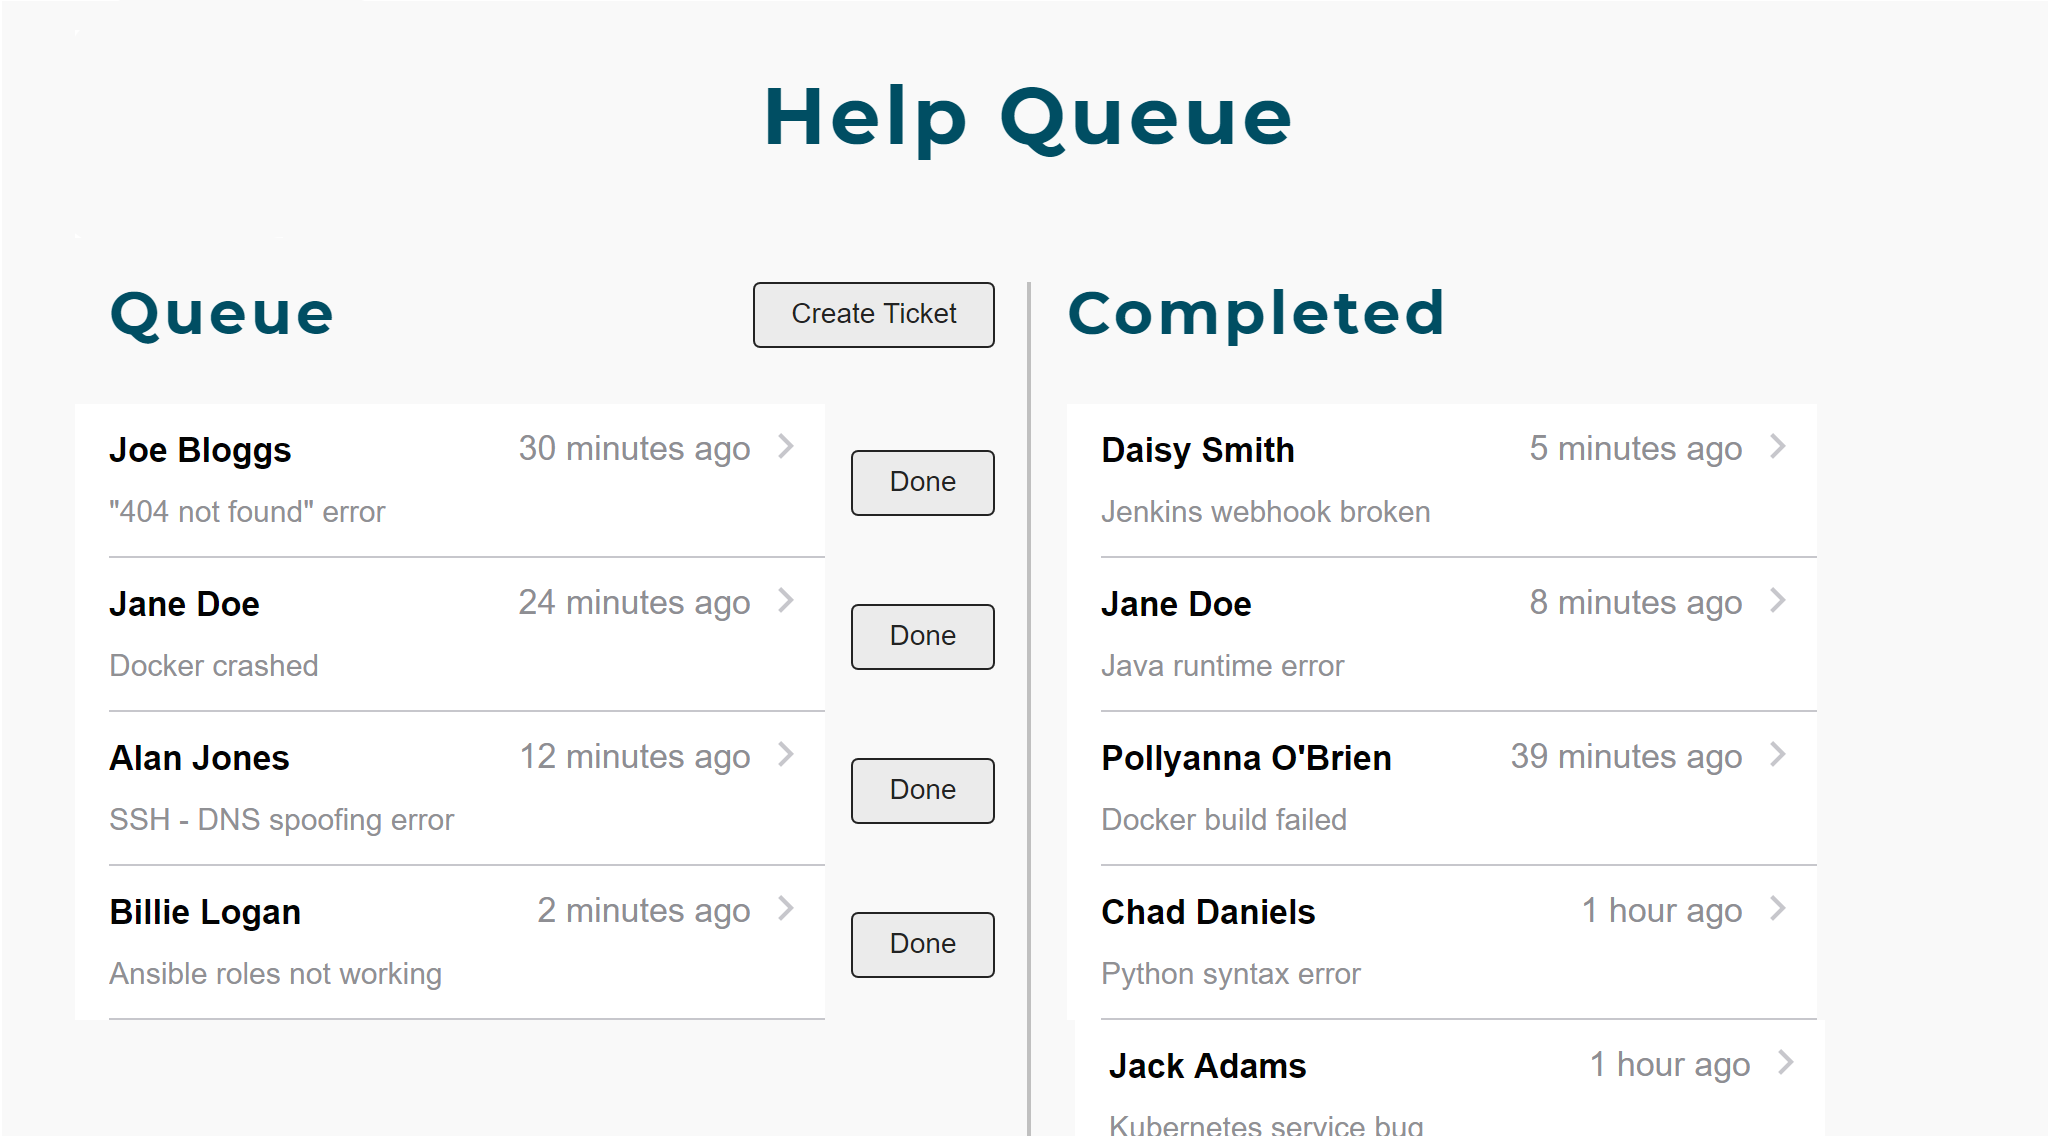 Help Queue
Queue
Create Ticket
Joe Bloggs 30 minutes ago
"404 not found" error
Done
Jane Doe 24 minutes ago
Docker crashed
Done
Alan Jones 12 minutes ago
SSH - DNS spoofing error
Done
Billie Logan 2 minutes ago
Ansible roles not working
Done
Completed
Daisy Smith 5 minutes ago
Jenkins webhook broken
Jane Doe 8 minutes ago
Java runtime error
Pollyanna O'Brien 39 minutes ago
Docker build failed
Chad Daniels 1 hour ago
Python syntax error
Jack Adams 1 hour ago
Kubernetes service bug